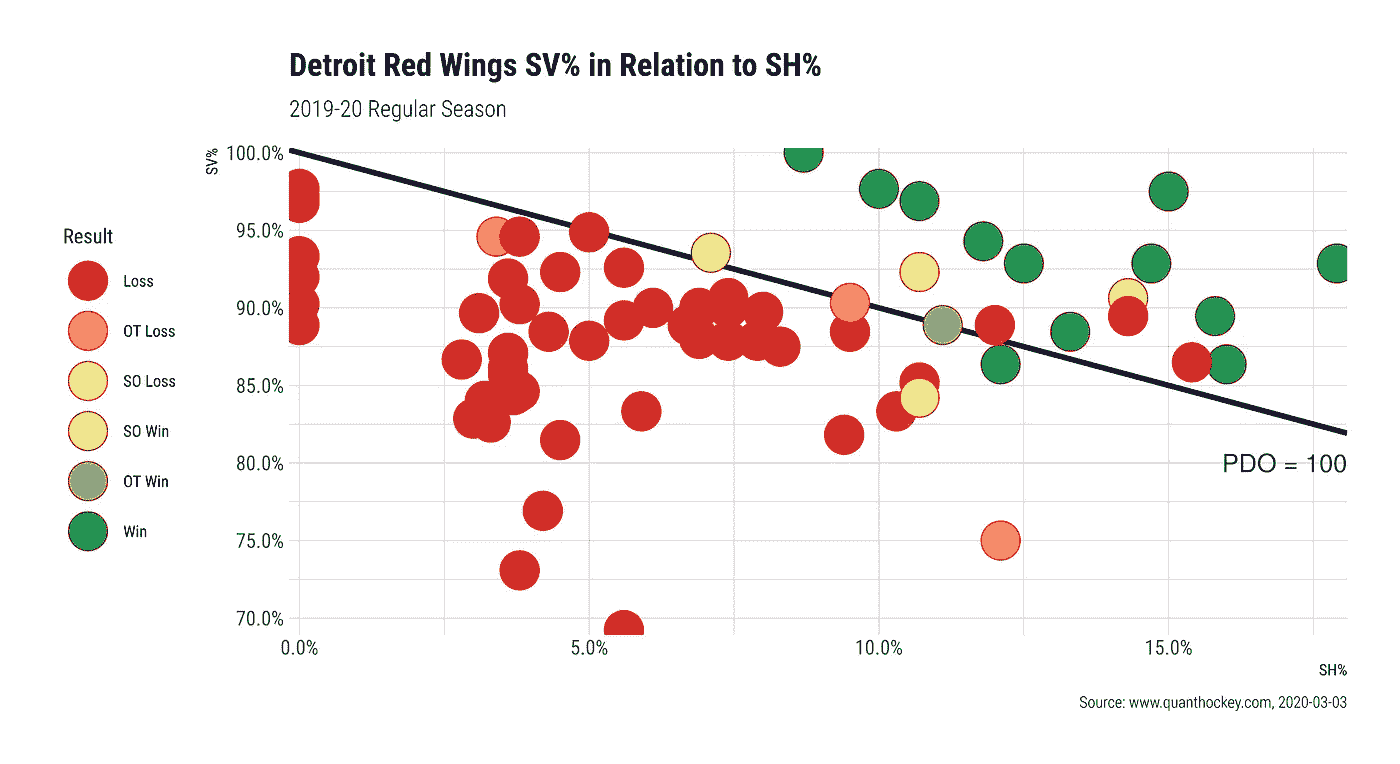 Detroit Red Wings SV% in Relation to SH%
2019-20 Regular Season
SV%
100.0%
95.0%
90.0%
85.0%
80.0%
75.0%
70.0%
Result
Loss
OT Loss
SO Loss
SO Win
OT Win
Win
PDO = 100
0.0%
5.0%
10.0%
15.0%
SH%
Source: www.quanthockey.com, 2020-03-03